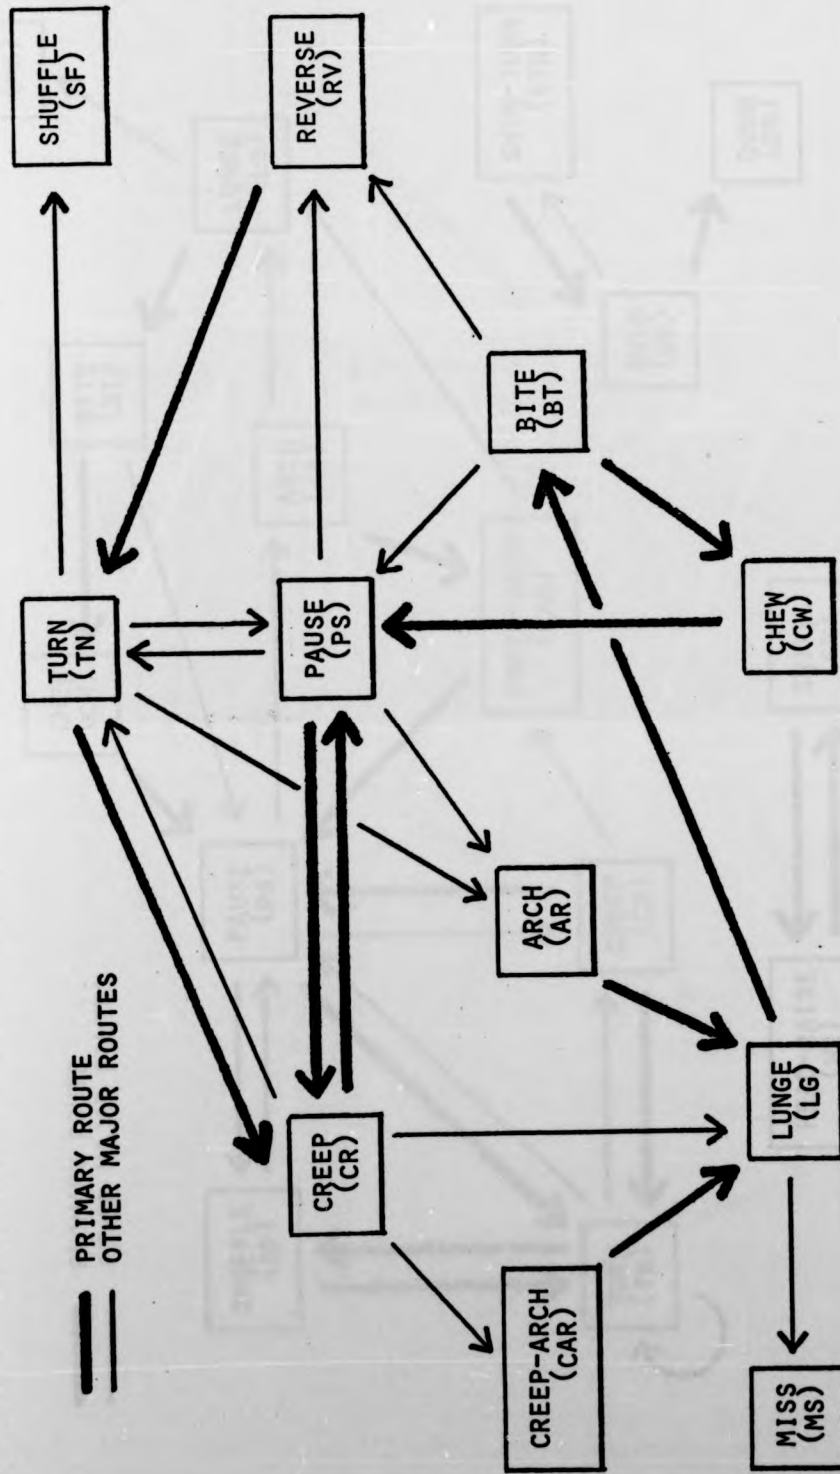 PRIMARY ROUTE
OTHER MAJOR ROUTES
TURN
(TN)
SHUFFLE
(SF)
CREEP
(CR)
PAUSE
(PS)
REVERSE
(RV)
CREEP-ARCH
(CAR)
ARCH
(AR)
BITE
(BT)
MISS
(MS)
LUNGE
(LG)
CHEW
(CW)